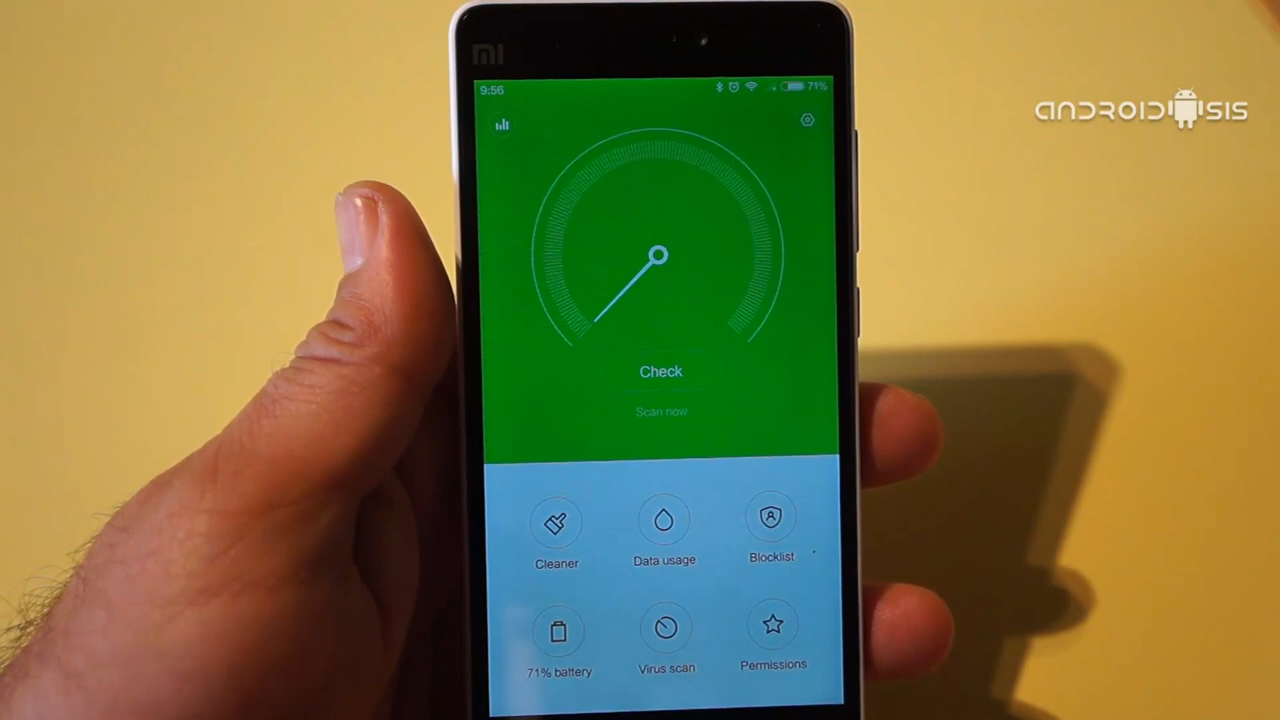 mi
9:56
71%
ANDROIDSIS
Check
Scan now
Cleaner
Data usage
Blocklist
71% battery
Virus scan
Permissions